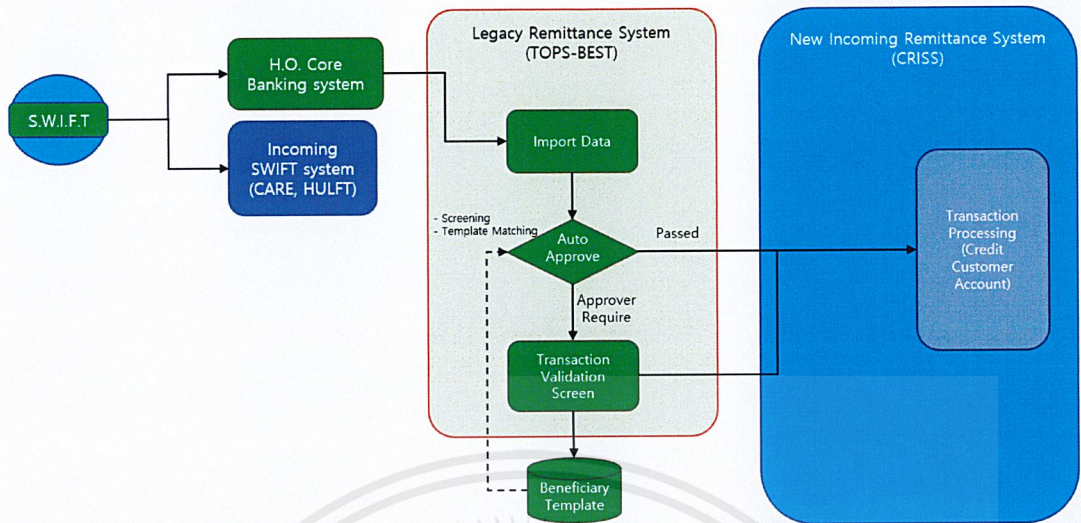 S.W.I.F.T
H.O. Core
Banking system
Incoming
SWIFT system
(CARE, HULFT)
Legacy Remittance System
(TOPS-BEST)
Import Data
- Screening
- Template Matching
Auto
Approve
Passed
Approver
Require
Transaction
Validation
Screen
Beneficiary
Template
New Incoming Remittance System
(CRISS)
Transaction
Processing
(Credit
Customer
Account)